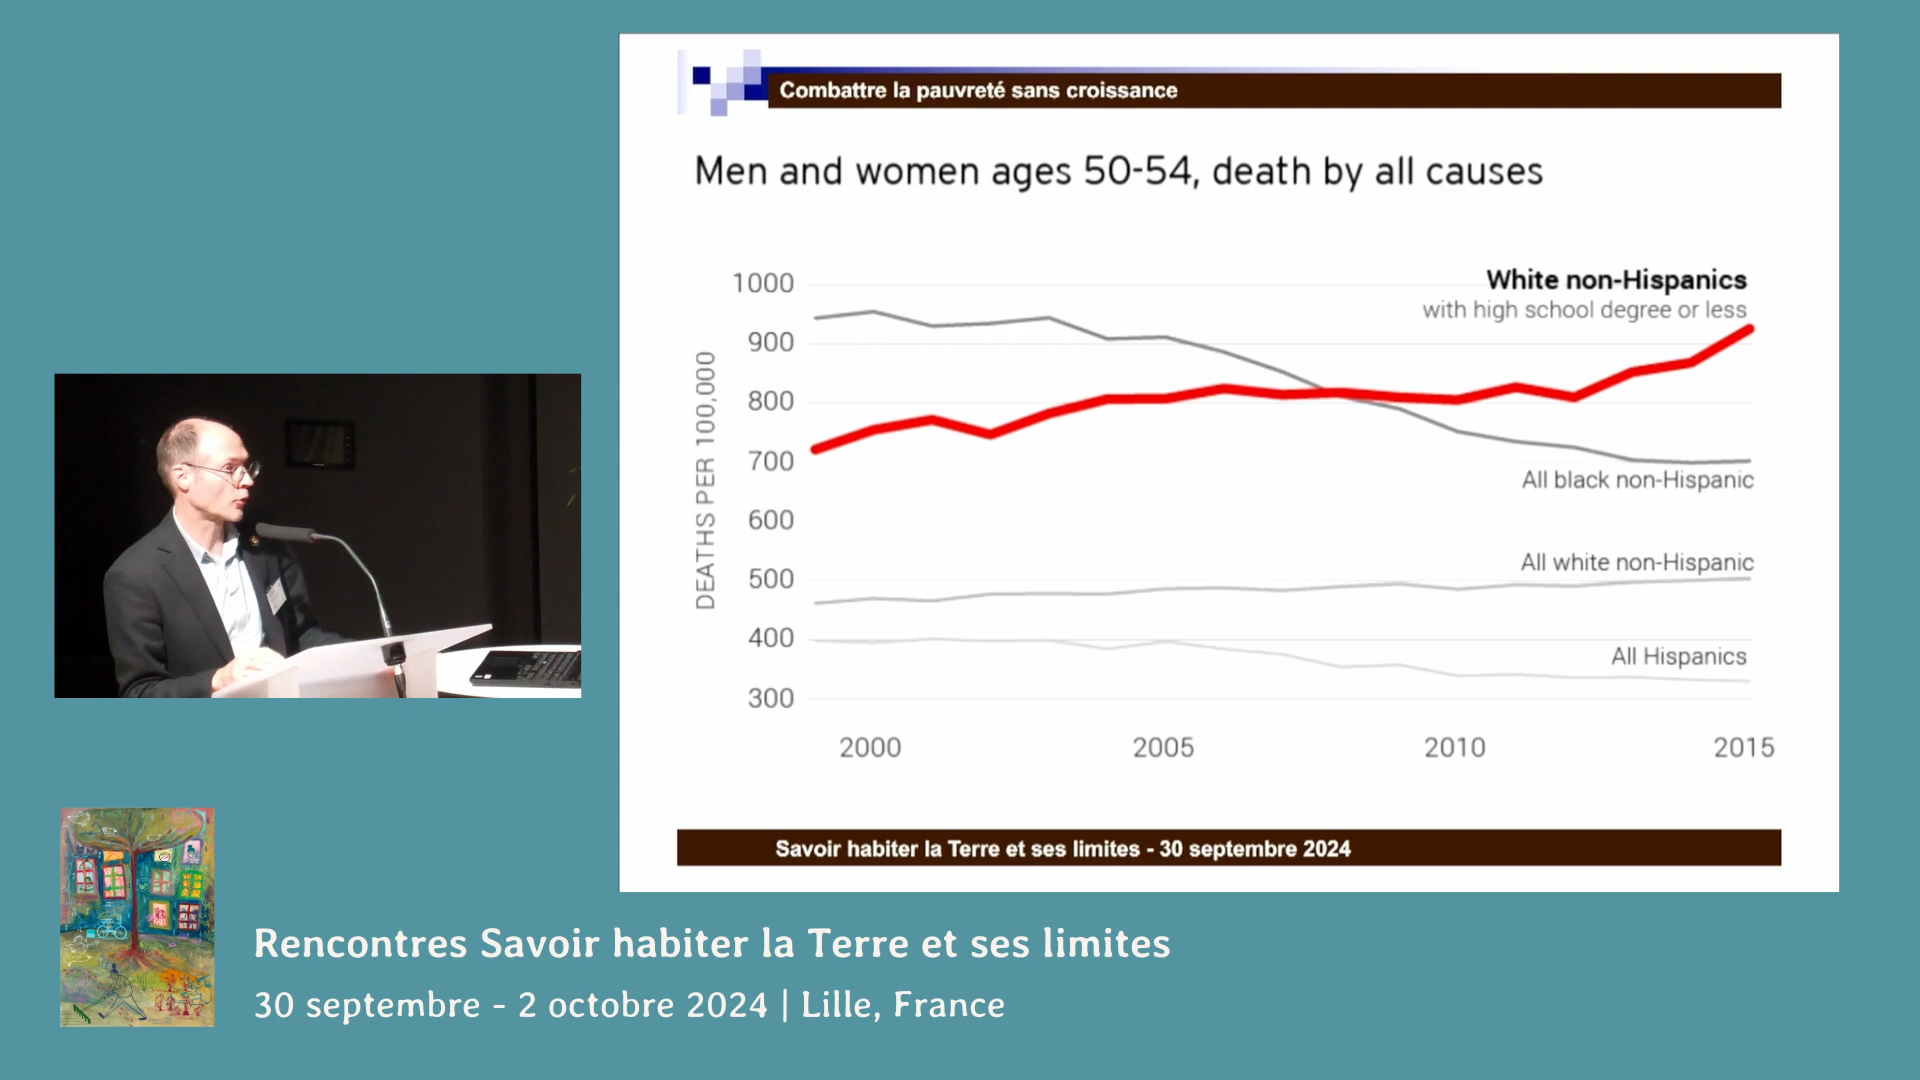 Combattre la pauvreté sans croissance
Men and women ages 50-54, death by all causes
DEATHS PER 100,000
1000
900
800
700
600
500
400
300
White non-Hispanics
with high school degree or less
All black non-Hispanic
All white non-Hispanic
All Hispanics
2000
2005
2010
2015
Savoir habiter la Terre et ses limites - 30 septembre 2024
Rencontres Savoir habiter la Terre et ses limites
30 septembre - 2 octobre 2024 | Lille, France